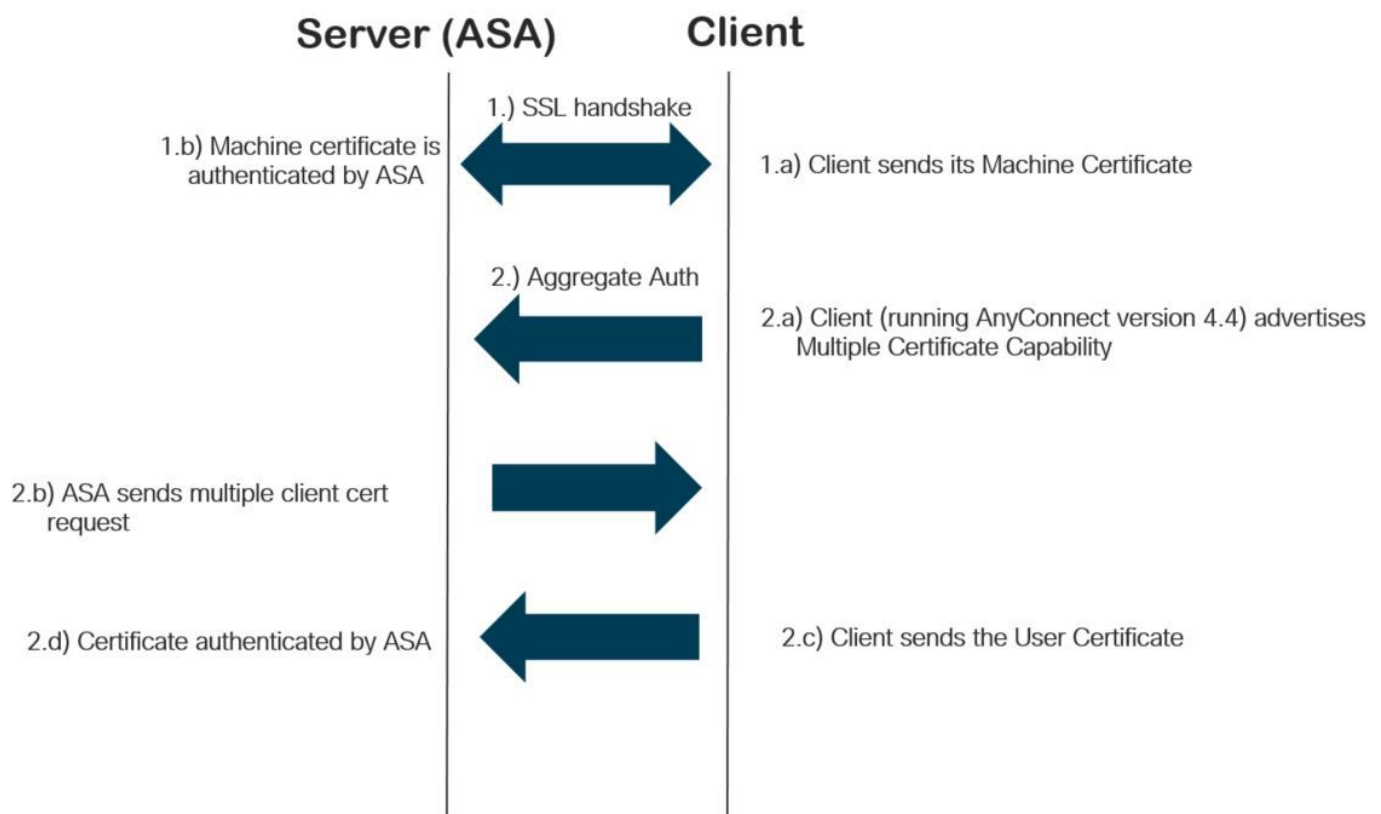 Server (ASA)
Client
1.) SSL handshake
1.b) Machine certificate is
authenticated by ASA
1.a) Client sends its Machine Certificate
2.) Aggregate Auth
2.a) Client (running AnyConnect version 4.4) advertises
Multiple Certificate Capability
2.b) ASA sends multiple client cert
request
2.d) Certificate authenticated by ASA
2.c) Client sends the User Certificate